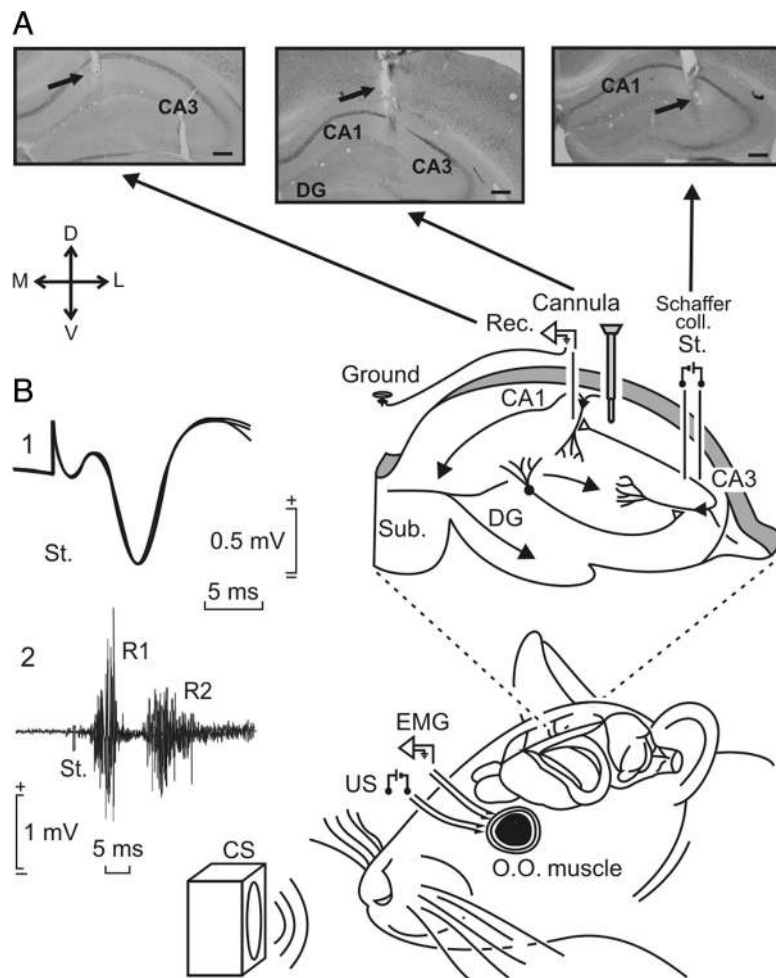 A
CA3
CA1
CA3
DG
CA1
D
M L
V
Cannula
Rec.
Schaffer
coll.
St.
Ground
CA1
CA3
DG
Sub.
B
1
St.
+
0.5 mV
=
5 ms
2
R1
R2
St.
+
1 mV
=
5 ms
EMG
US
O.O. muscle
CS